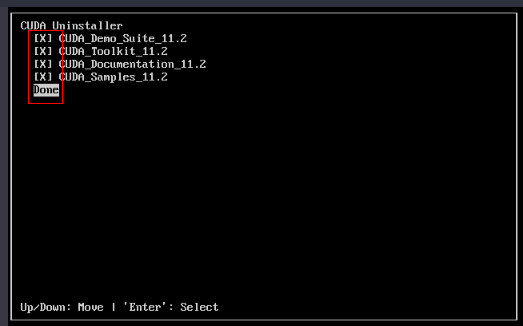 CUDA Uninstaller
[X] CUDA_Demo_Suite_11.2
[X] CUDA_Toolkit_11.2
[X] CUDA_Documentation_11.2
[X] CUDA_Samples_11.2
Done
Up/Down: Move | 'Enter': Select